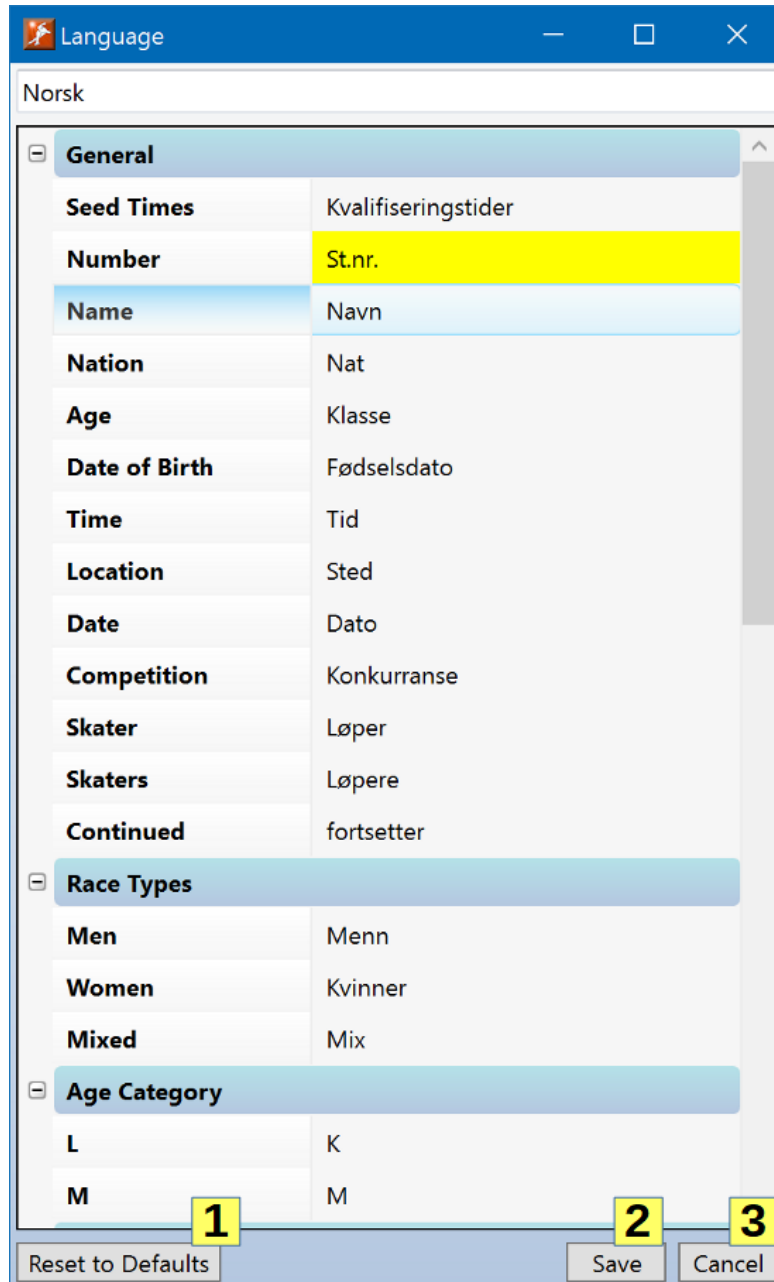 Language
Norsk
General
Seed Times Kvalifiseringstider
Number St.nr.
Name Navn
Nation Nat
Age Klasse
Date of Birth Fødselsdato
Time Tid
Location Sted
Date Dato
Competition Konkurranse
Skater Løper
Skaters Løpere
Continued fortsetter
Race Types
Men Menn
Women Kvinner
Mixed Mix
Age Category
L K
M M
1 2 3
Reset to Defaults Save Cancel